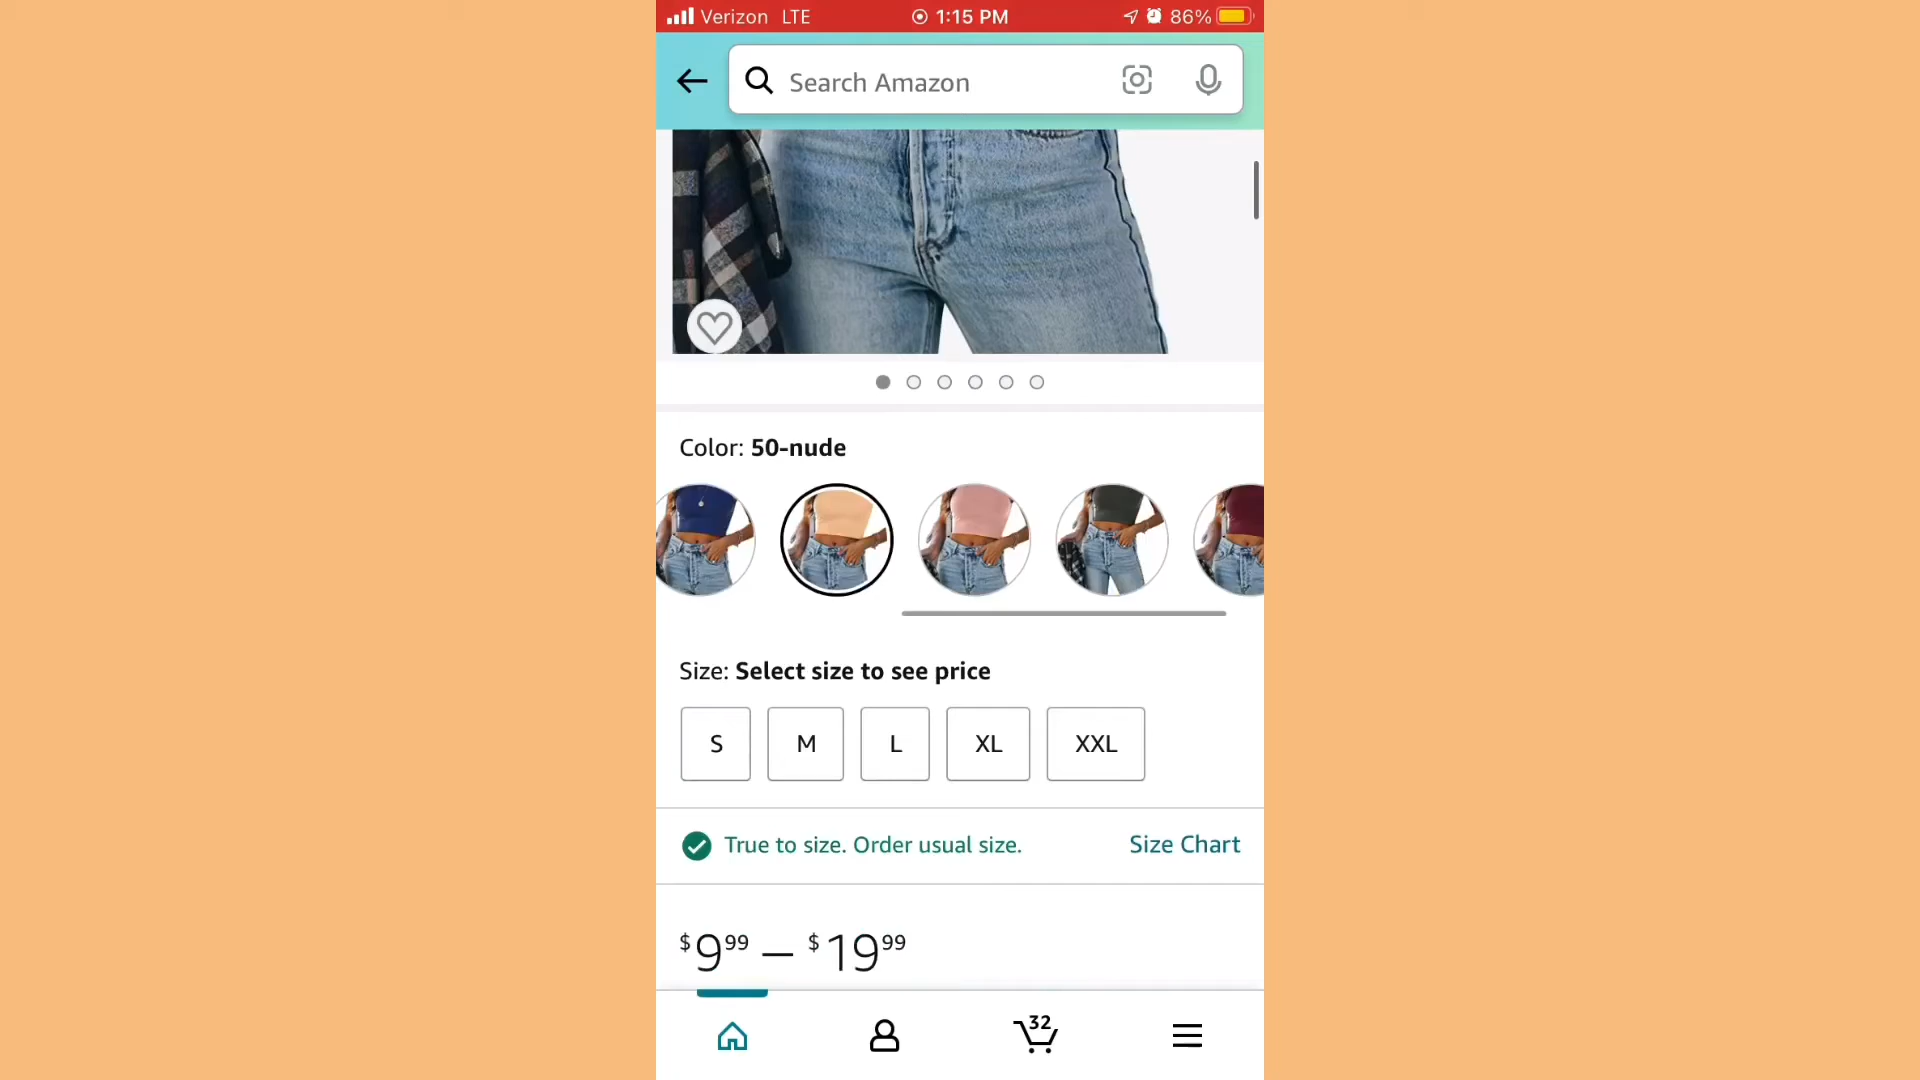 Verizon LTE 1:15 PM 86%
Search Amazon
Color: 50-nude
Size: Select size to see price
S M L XL XXL
True to size. Order usual size. Size Chart
$9.99 – $19.99
32